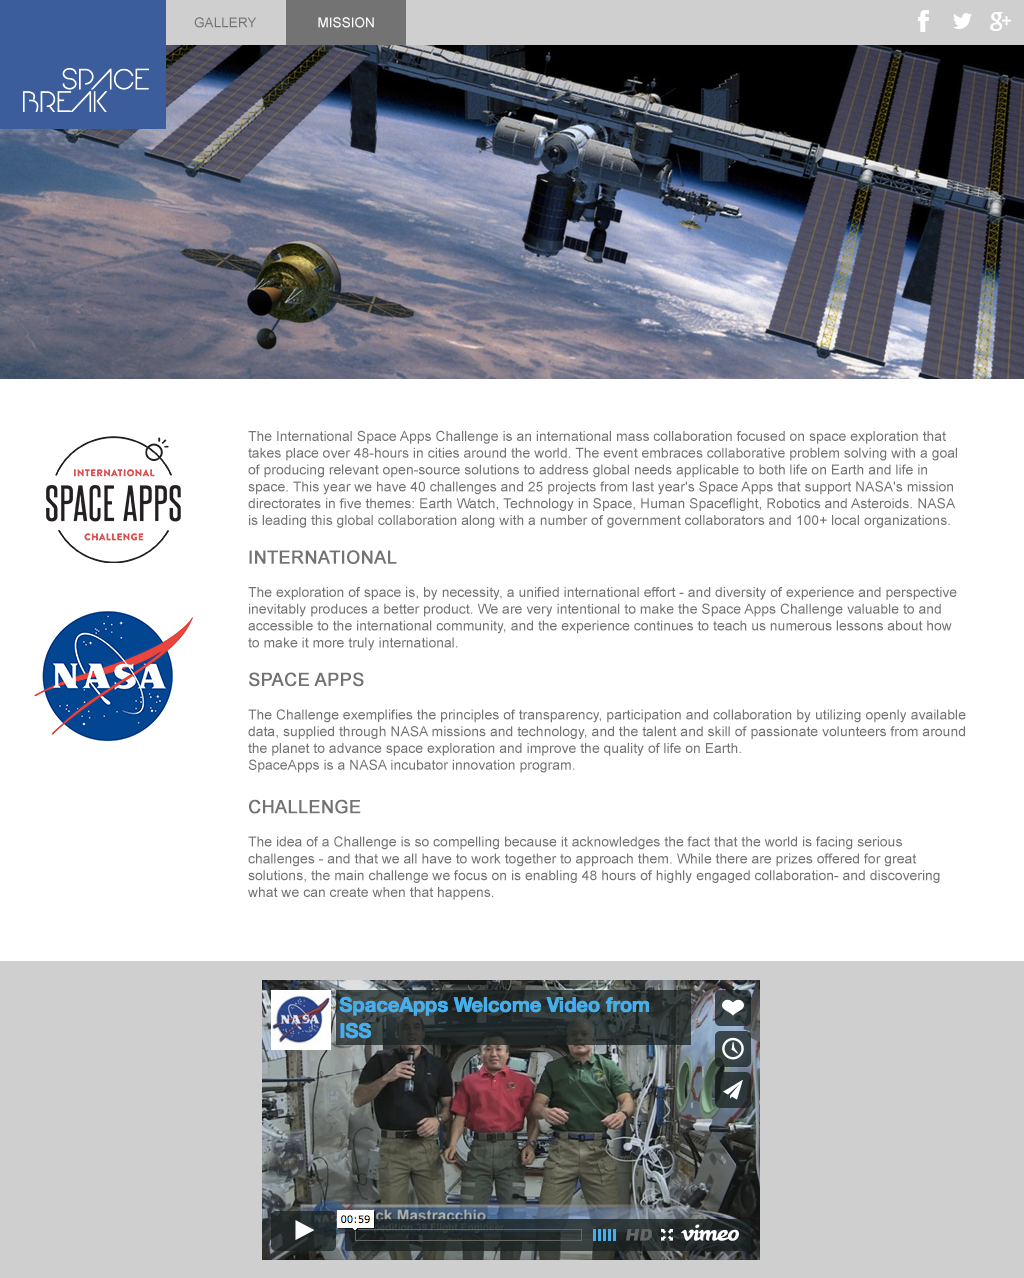 GALLERY
MISSION
SPACE
BREAK
INTERNATIONAL
SPACE APPS
CHALLENGE
NASA
The International Space Apps Challenge is an international mass collaboration focused on space exploration that
takes place over 48-hours in cities around the world. The event embraces collaborative problem solving with a goal
of producing relevant open-source solutions to address global needs applicable to both life on Earth and life in
space. This year we have 40 challenges and 25 projects from last year's Space Apps that support NASA's mission
directorates in five themes: Earth Watch, Technology in Space, Human Spaceflight, Robotics and Asteroids. NASA
is leading this global collaboration along with a number of government collaborators and 100+ local organizations.
INTERNATIONAL
The exploration of space is, by necessity, a unified international effort - and diversity of experience and perspective
inevitably produces a better product. We are very intentional to make the Space Apps Challenge valuable to and
accessible to the international community, and the experience continues to teach us numerous lessons about how
to make it more truly international.
SPACE APPS
The Challenge exemplifies the principles of transparency, participation and collaboration by utilizing openly available
data, supplied through NASA missions and technology, and the talent and skill of passionate volunteers from around
the planet to advance space exploration and improve the quality of life on Earth.
SpaceApps is a NASA incubator innovation program.
CHALLENGE
The idea of a Challenge is so compelling because it acknowledges the fact that the world is facing serious
challenges - and that we all have to work together to approach them. While there are prizes offered for great
solutions, the main challenge we focus on is enabling 48 hours of highly engaged collaboration- and discovering
what we can create when that happens.
NASA
SpaceApps Welcome Video from
ISS
Mastracchio
00:59
38 Flight Engineer
HD
vimeo